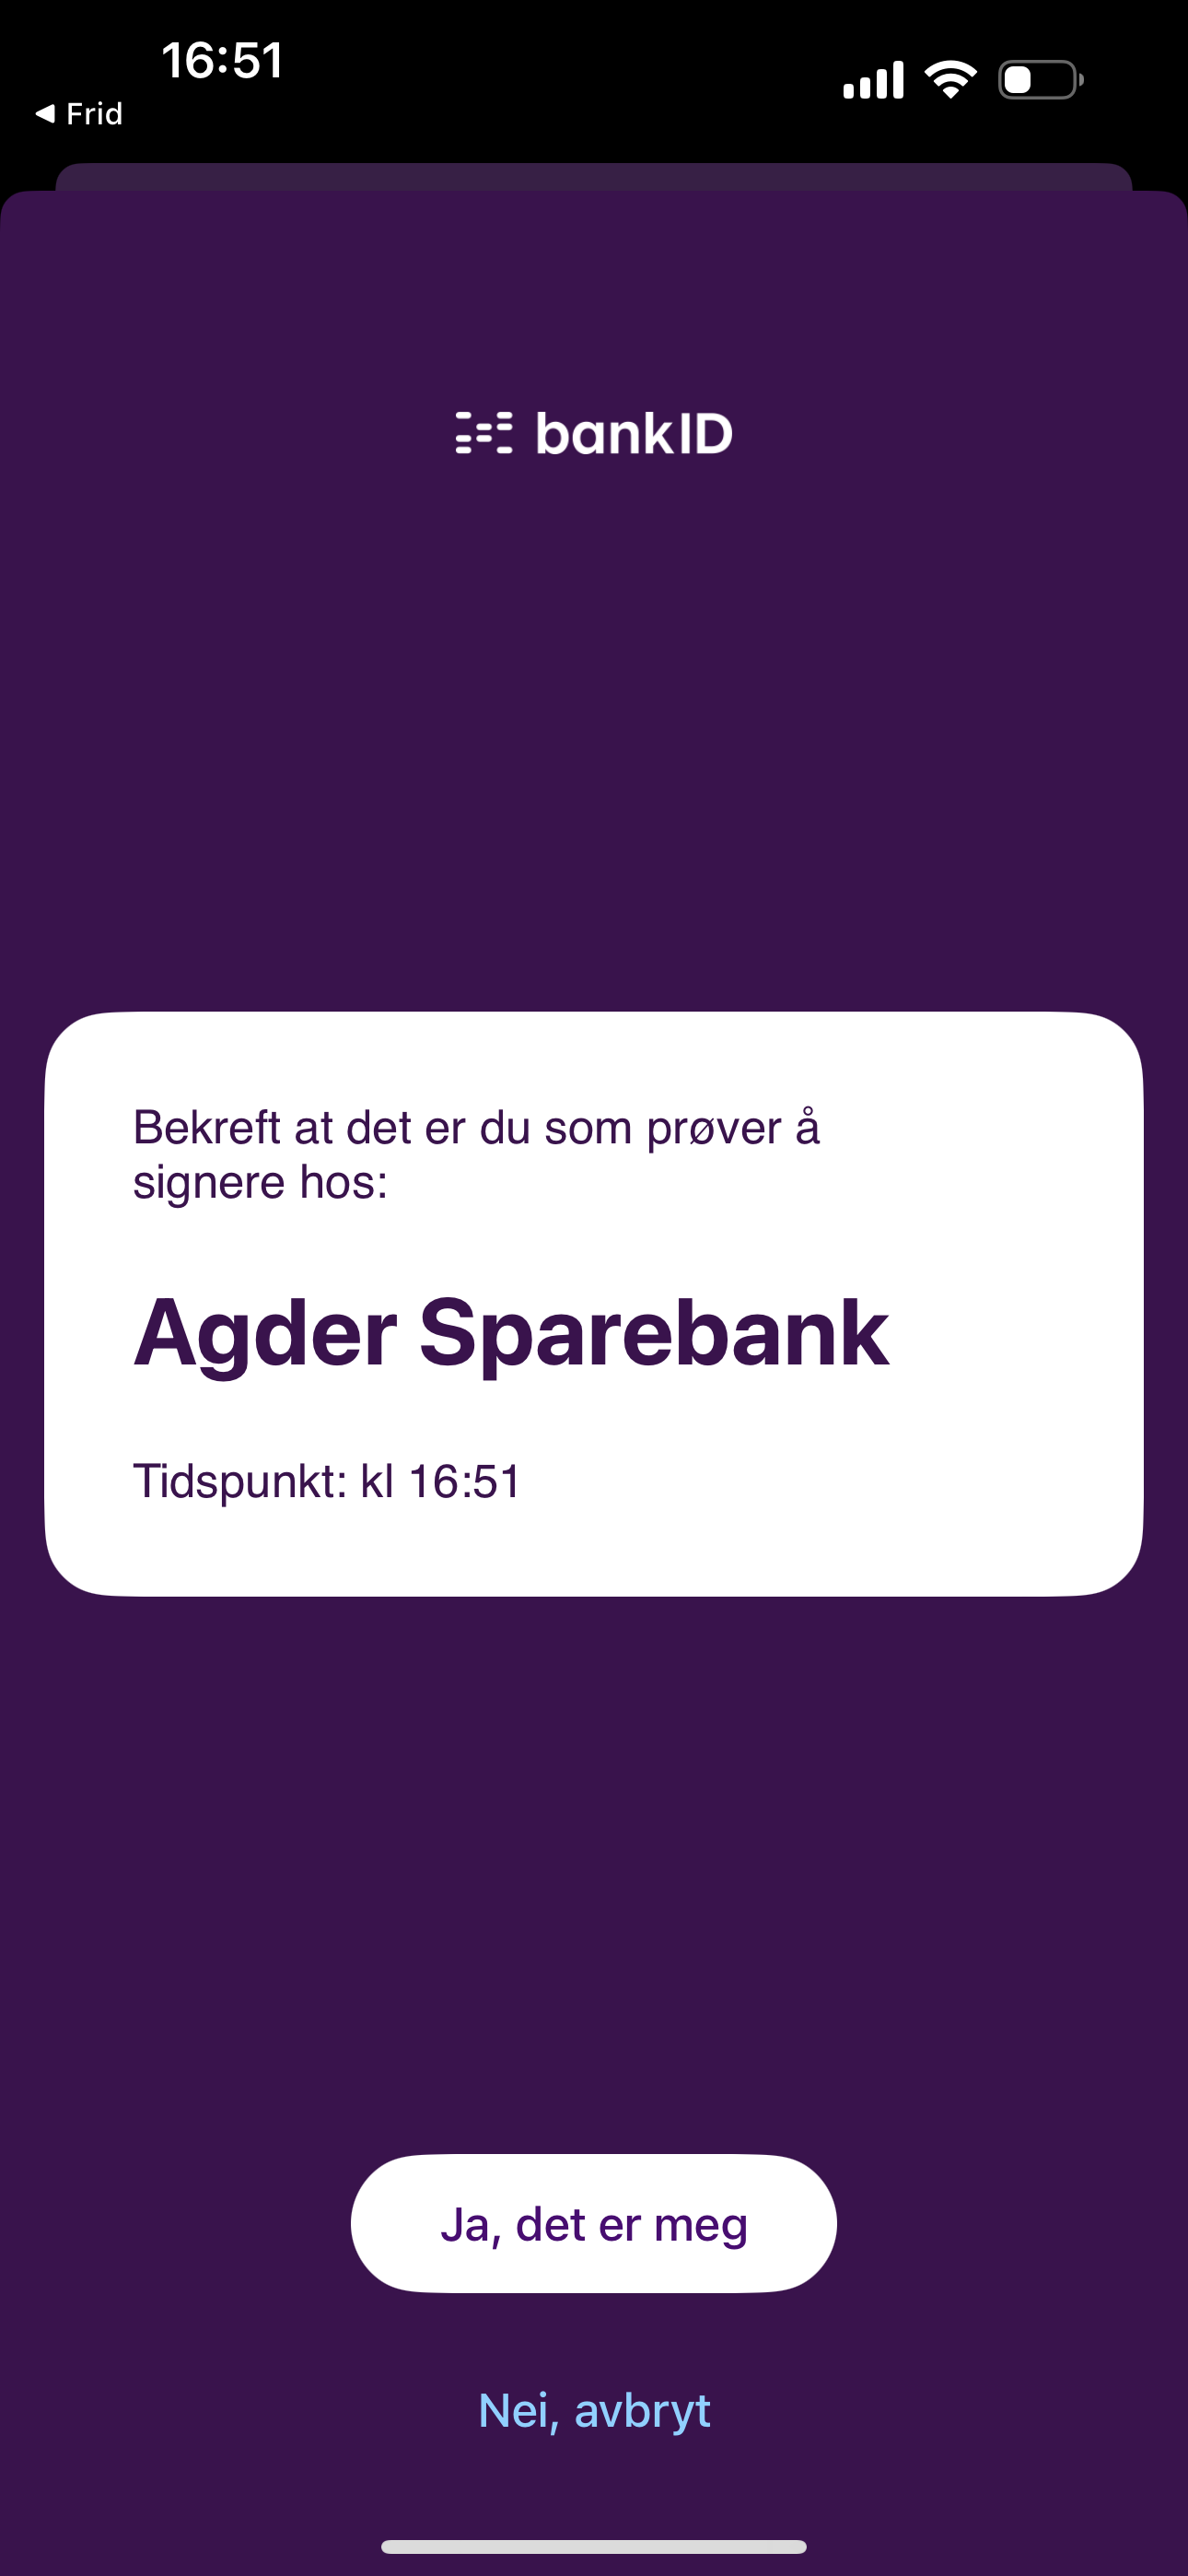 16:51
◀ Frid
bankID
Bekreft at det er du som prøver å
signere hos:
Agder Sparebank
Tidspunkt: kl 16:51
Ja, det er meg
Nei, avbryt